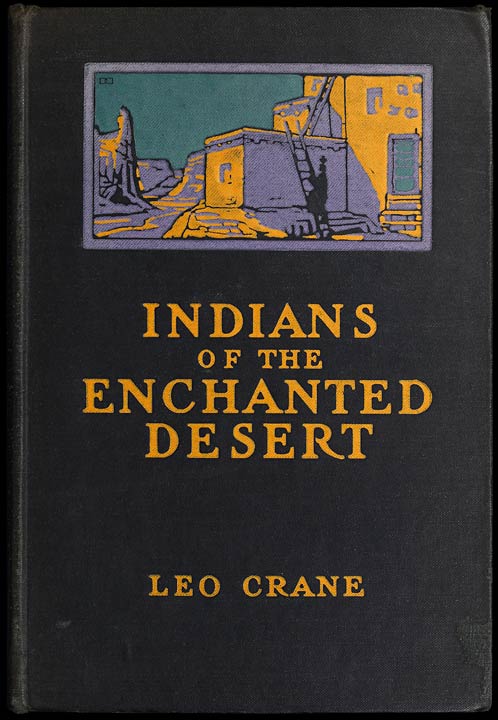 INDIANS
OF THE
ENCHANTED
DESERT
LEO CRANE